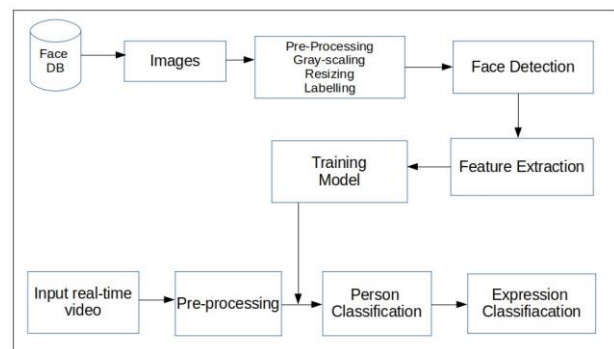 Face
DB
Images
Pre-Processing
Gray-scaling
Resizing
Labelling
Face Detection
Feature Extraction
Training
Model
Input real-time
video
Pre-processing
Person
Classification
Expression
Classifiacation